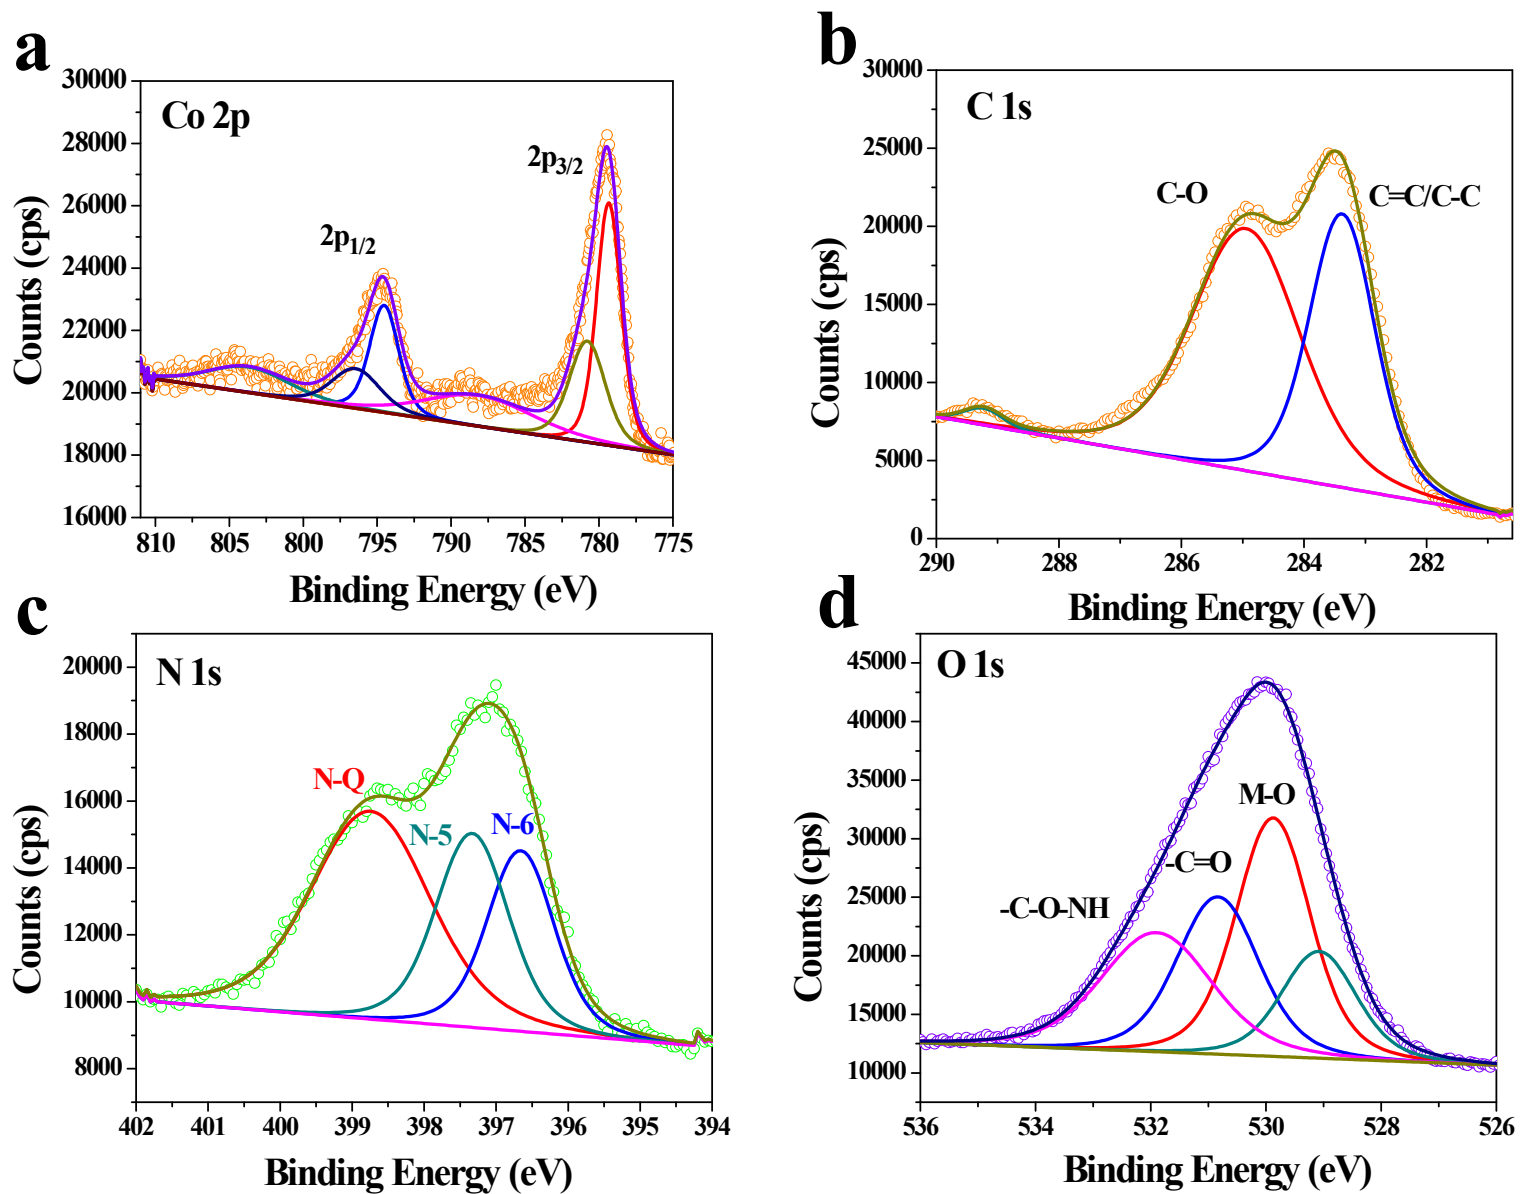 a
Co 2p
30000
28000
26000
24000
22000
20000
18000
16000
Counts (cps)
2p1/2
2p3/2
810 805 800 795 790 785 780 775
Binding Energy (eV)
b
C 1s
30000
25000
20000
15000
10000
5000
0
Counts (cps)
C-O
C=C/C-C
290 288 286 284 282
Binding Energy (eV)
c
N 1s
20000
18000
16000
14000
12000
10000
8000
Counts (cps)
N-Q
N-5
N-6
402 401 400 399 398 397 396 395 394
Binding Energy (eV)
d
O 1s
45000
40000
35000
30000
25000
20000
15000
10000
Counts (cps)
M-O
-C=O
-C-O-NH
536 534 532 530 528 526
Binding Energy (eV)